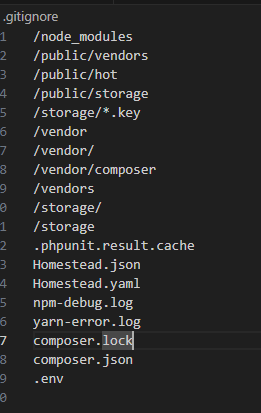 .gitignore
1 /node_modules
2 /public/vendors
3 /public/hot
4 /public/storage
5 /storage/*.key
6 /vendor
7 /vendor/
8 /vendor/composer
9 /vendors
0 /storage/
1 /storage
2 .phpunit.result.cache
3 Homestead.json
4 Homestead.yaml
5 npm-debug.log
6 yarn-error.log
7 composer.lock
8 composer.json
9 .env
0